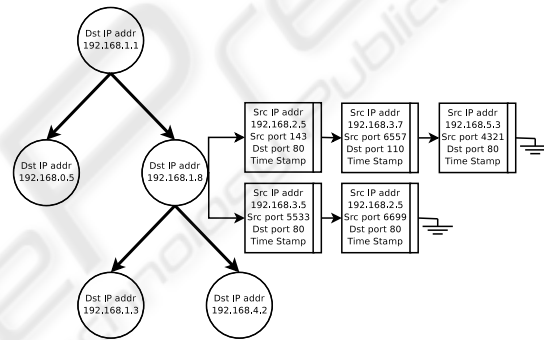 Dst IP addr
192.168.1.1
Dst IP addr
192.168.0.5
Dst IP addr
192.168.1.8
Src IP addr
192.168.2.5
Src port 143
Dst port 80
Time Stamp
Src IP addr
192.168.3.7
Src port 6557
Dst port 110
Time Stamp
Src IP addr
192.168.5.3
Src port 4321
Dst port 80
Time Stamp
Src IP addr
192.168.3.5
Src port 5533
Dst port 80
Time Stamp
Src IP addr
192.168.2.5
Src port 6699
Dst port 80
Time Stamp
Dst IP addr
192.168.1.3
Dst IP addr
192.168.4.2